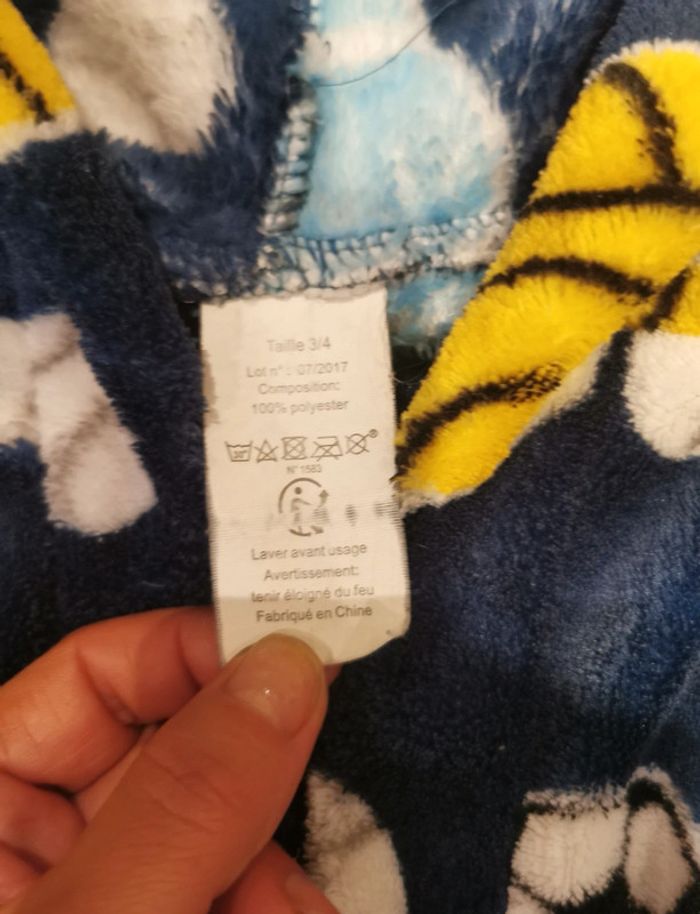 Taille 3/4
Lot n° : 07/2017
Composition:
100% polyester
30°
N°1583
Laver avant usage
Avertissement:
tenir éloigné du feu
Fabriqué en Chine